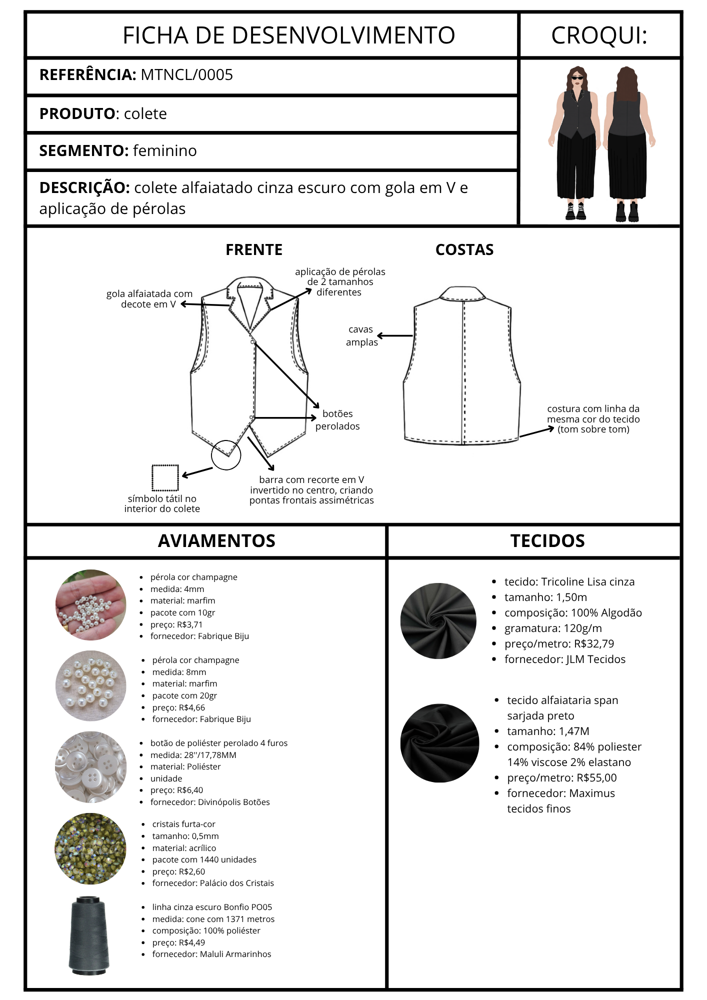 FICHA DE DESENVOLVIMENTO
CROQUI:
REFERÊNCIA: MTNCL/0005
PRODUTO: colete
SEGMENTO: feminino
DESCRIÇÃO: colete alfaiatado cinza escuro com gola em V e
aplicação de pérolas
FRENTE
COSTAS
gola alfaiatada com
decote em V
aplicação de pérolas
de 2 tamanhos
diferentes
cavas
amplas
botões
perolados
costura com linha da
mesma cor do tecido
(tom sobre tom)
barra com recorte em V
invertido no centro, criando
pontas frontais assimétricas
símbolo tátil no
interior do colete
AVIAMENTOS
• pérola cor champagne
• medida: 4mm
• material: marfim
• pacote com 10gr
• preço: R$3,71
• fornecedor: Fabrique Biju
• pérola cor champagne
• medida: 8mm
• material: marfim
• pacote com 20gr
• preço: R$4,66
• fornecedor: Fabrique Biju
• botão de poliéster perolado 4 furos
• medida: 28''/17,78MM
• material: Poliéster
• unidade
• preço: R$6,40
• fornecedor: Divinópolis Botões
• cristais furta-cor
• tamanho: 0,5mm
• material: acrílico
• pacote com 1440 unidades
• preço: R$2,60
• fornecedor: Palácio dos Cristais
• linha cinza escuro Bonfio PO05
• medida: cone com 1371 metros
• composição: 100% poliéster
• preço: R$4,49
• fornecedor: Maluli Armarinhos
TECIDOS
• tecido: Tricoline Lisa cinza
• tamanho: 1,50m
• composição: 100% Algodão
• gramatura: 120g/m
• preço/metro: R$32,79
• fornecedor: JLM Tecidos
• tecido alfaiataria span
sarjada preto
• tamanho: 1,47M
• composição: 84% poliester
14% viscose 2% elastano
• preço/metro: R$55,00
• fornecedor: Maximus
tecidos finos